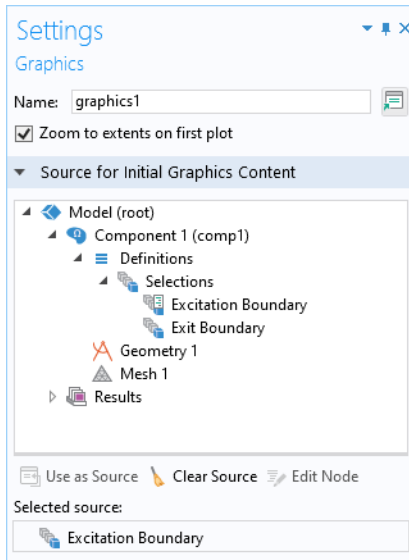 Settings
Graphics
Name: graphics1
Zoom to extents on first plot
Source for Initial Graphics Content
Model (root)
Component 1 (comp1)
Definitions
Selections
Excitation Boundary
Exit Boundary
Geometry 1
Mesh 1
Results
Use as Source Clear Source Edit Node
Selected source:
Excitation Boundary